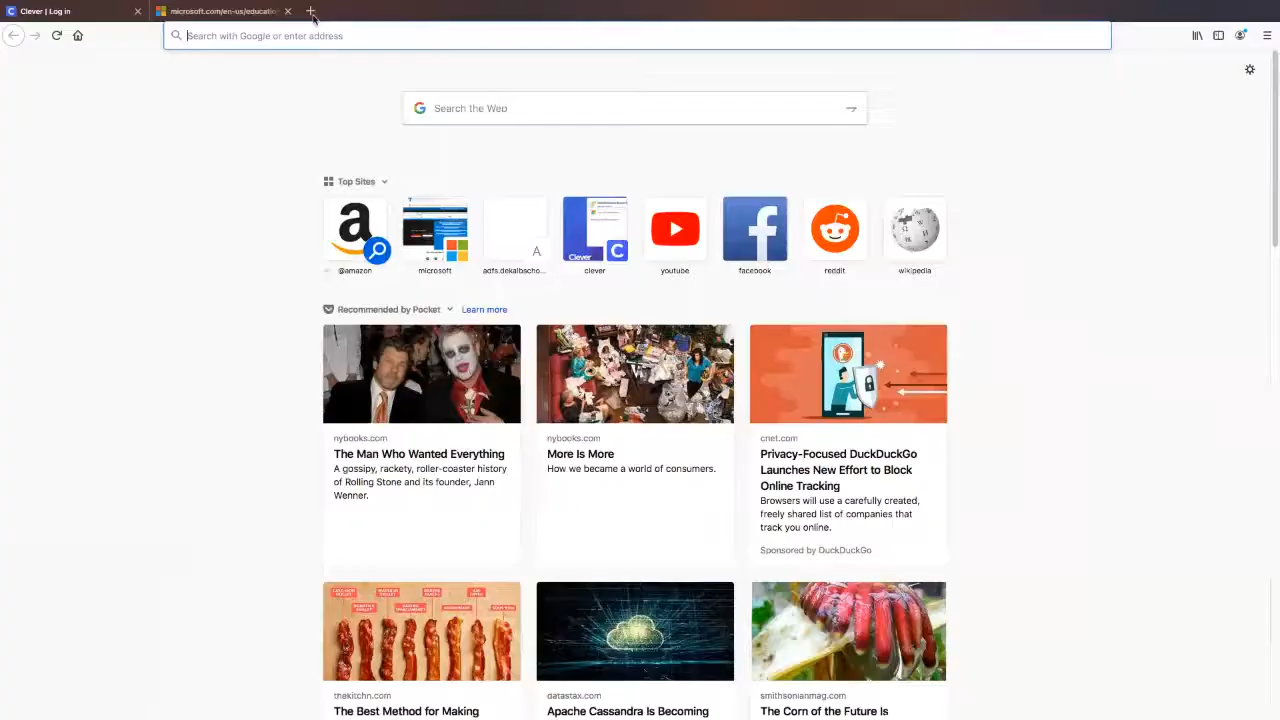 Clever | Log in
microsoft.com/en-us/education
Search with Google or enter address
Search the Web
Top Sites
@amazon
microsoft
A
adfs.dekalbscho...
Clever
C
clever
youtube
facebook
reddit
wikipedia
Recommended by Pocket
Learn more
nybooks.com
The Man Who Wanted Everything
A gossipy, rackety, roller-coaster history
of Rolling Stone and its founder, Jann
Wenner.
nybooks.com
More Is More
How we became a world of consumers.
cnet.com
Privacy-Focused DuckDuckGo
Launches New Effort to Block
Online Tracking
Browsers will use a carefully created,
freely shared list of companies that
track you online.
Sponsored by DuckDuckGo
thekitchn.com
The Best Method for Making
datastax.com
Apache Cassandra Is Becoming
smithsonianmag.com
The Corn of the Future Is